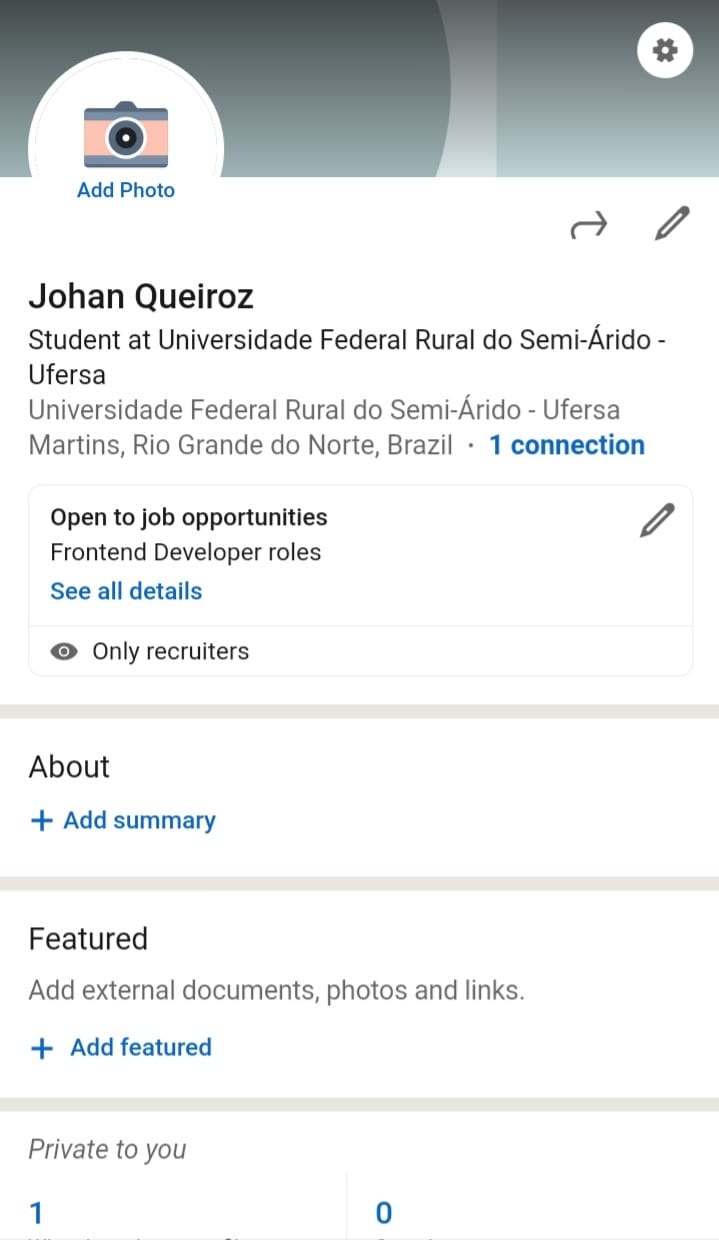 Add Photo
Johan Queiroz
Student at Universidade Federal Rural do Semi-Árido -
Ufersa
Universidade Federal Rural do Semi-Árido - Ufersa
Martins, Rio Grande do Norte, Brazil · 1 connection
Open to job opportunities
Frontend Developer roles
See all details
Only recruiters
About
+ Add summary
Featured
Add external documents, photos and links.
+ Add featured
Private to you
1
0